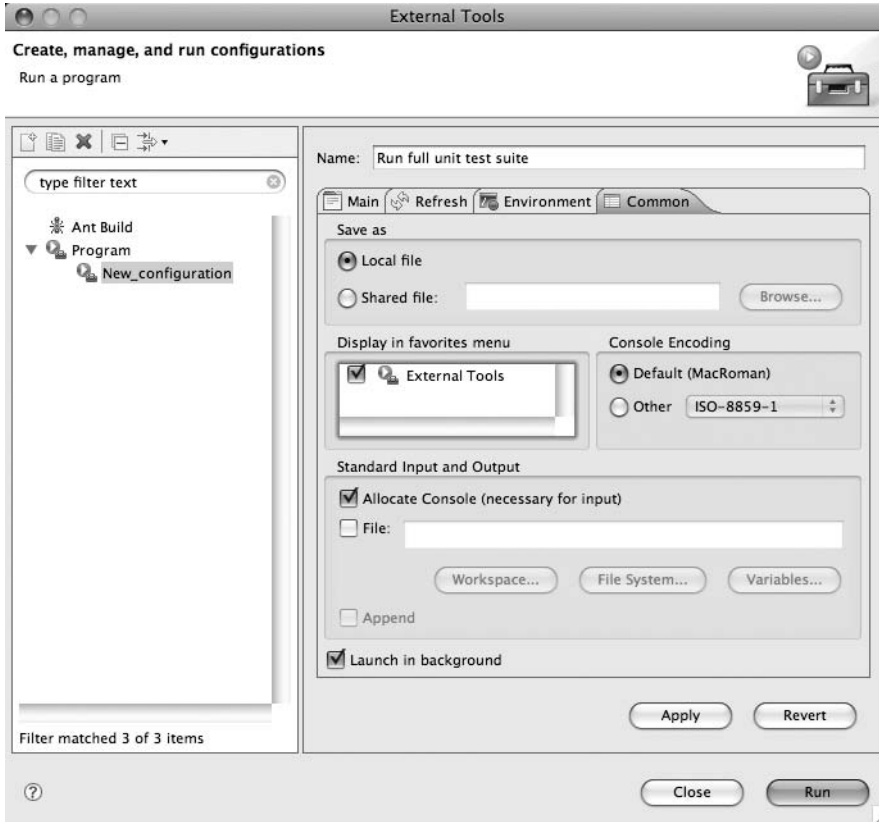 External Tools
Create, manage, and run configurations
Run a program
type filter text
Ant Build
Program
New_configuration
Filter matched 3 of 3 items
Name: Run full unit test suite
Main Refresh Environment Common
Save as
Local file
Shared file: Browse...
Display in favorites menu
External Tools
Console Encoding
Default (MacRoman)
Other ISO-8859-1
Standard Input and Output
Allocate Console (necessary for input)
File:
Workspace... File System... Variables...
Append
Launch in background
Apply Revert
? Close Run